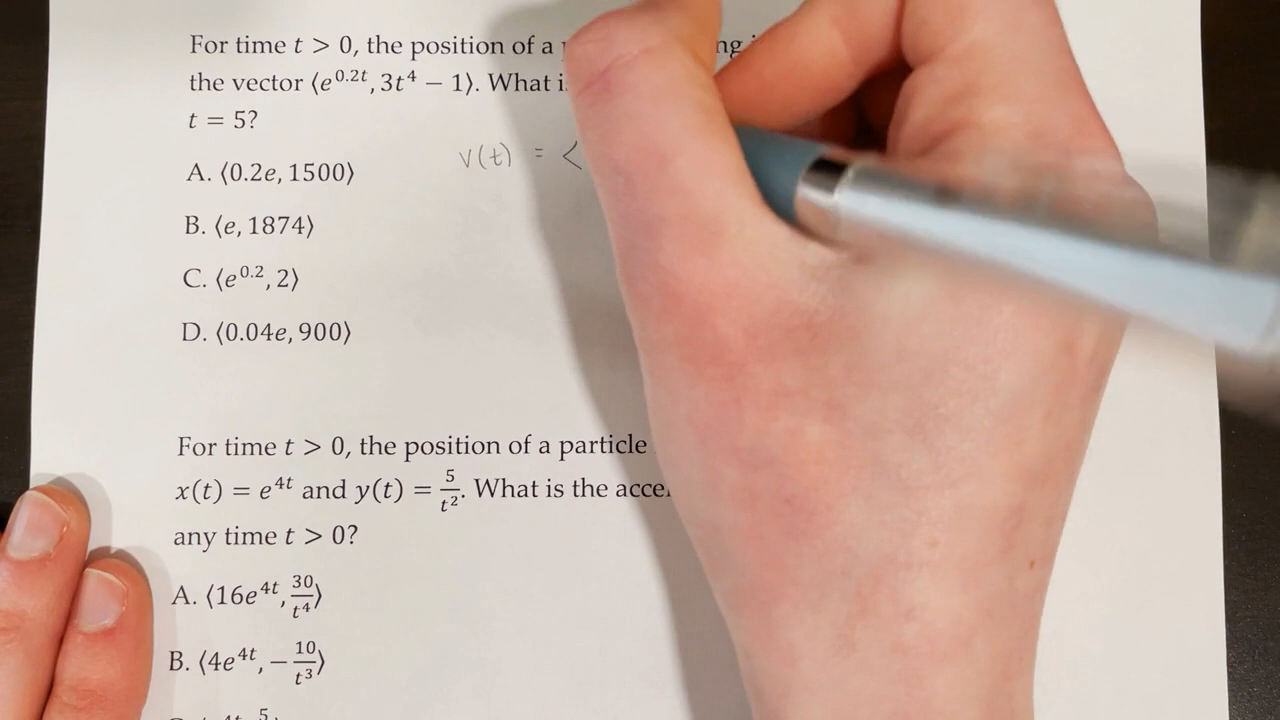 For time t > 0, the position of a
the vector ⟨e^{0.2t}, 3t^4 − 1⟩. What
t = 5?
v(t) = <
A. ⟨0.2e, 1500⟩
B. ⟨e, 1874⟩
C. ⟨e^{0.2}, 2⟩
D. ⟨0.04e, 900⟩
For time t > 0, the position of a particle
x(t) = e^{4t} and y(t) = 5/t^2. What is the
any time t > 0?
A. ⟨16e^{4t}, 30/t^4⟩
B. ⟨4e^{4t}, −10/t^3⟩